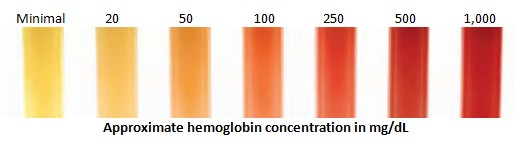 Minimal 20 50 100 250 500 1,000
Approximate hemoglobin concentration in mg/dL